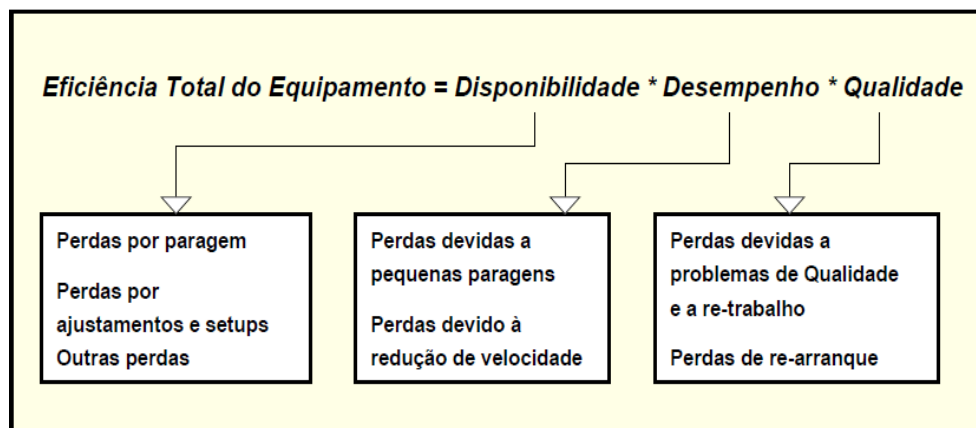 Eficiência Total do Equipamento = Disponibilidade * Desempenho * Qualidade
Perdas por paragem
Perdas por
ajustamentos e setups
Outras perdas
Perdas devidas a
pequenas paragens
Perdas devido à
redução de velocidade
Perdas devidas a
problemas de Qualidade
e a re-trabalho
Perdas de re-arranque